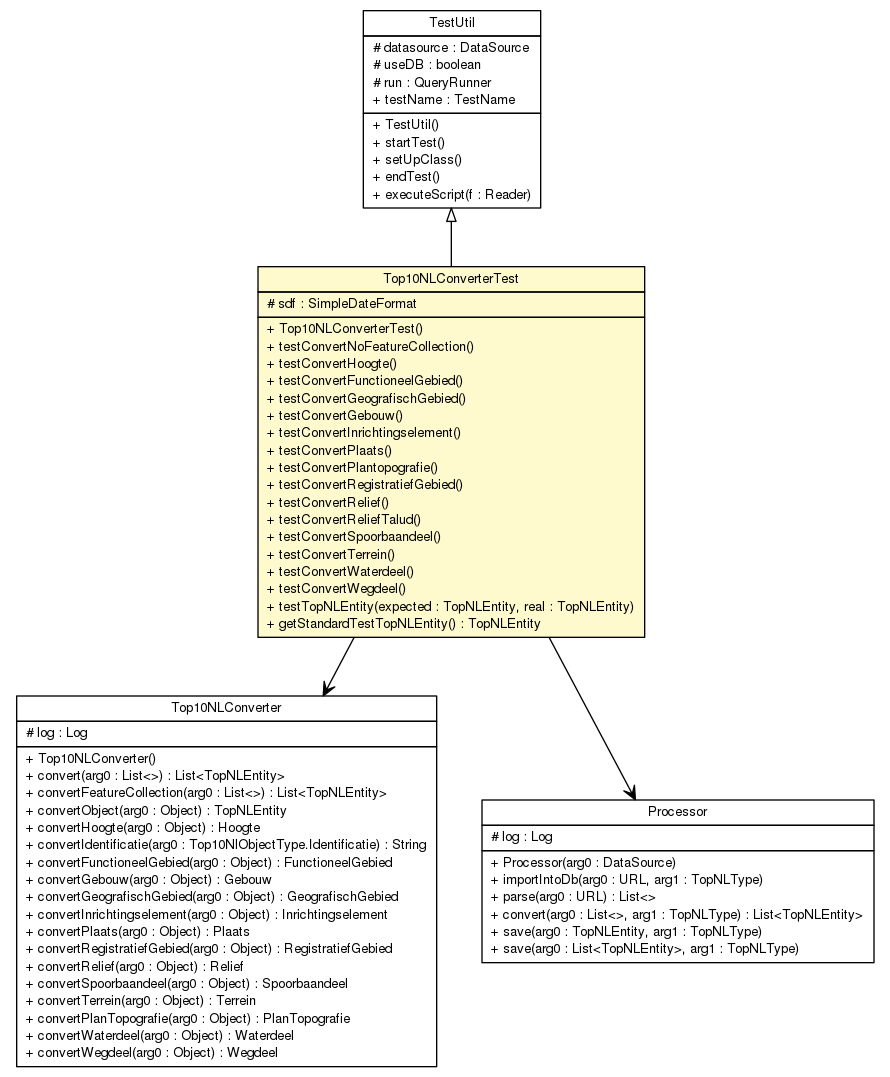 TestUtil
# datasource : DataSource
# useDB : boolean
# run : QueryRunner
+ testName : TestName
+ TestUtil()
+ startTest()
+ setUpClass()
+ endTest()
+ executeScript(f : Reader)
Top10NLConverterTest
# sdf : SimpleDateFormat
+ Top10NLConverterTest()
+ testConvertNoFeatureCollection()
+ testConvertHoogte()
+ testConvertFunctioneelGebied()
+ testConvertGeografischGebied()
+ testConvertGebouw()
+ testConvertInrichtingselement()
+ testConvertPlaats()
+ testConvertPlantopografie()
+ testConvertRegistratiefGebied()
+ testConvertRelief()
+ testConvertReliefTalud()
+ testConvertSpoorbaandeel()
+ testConvertTerrein()
+ testConvertWaterdeel()
+ testConvertWegdeel()
+ testTopNLEntity(expected : TopNLEntity, real : TopNLEntity)
+ getStandardTestTopNLEntity() : TopNLEntity
Top10NLConverter
# log : Log
+ Top10NLConverter()
+ convert(arg0 : List<>) : List<TopNLEntity>
+ convertFeatureCollection(arg0 : List<>) : List<TopNLEntity>
+ convertObject(arg0 : Object) : TopNLEntity
+ convertHoogte(arg0 : Object) : Hoogte
+ convertIdentificatie(arg0 : Top10NlObjectType.Identificatie) : String
+ convertFunctioneelGebied(arg0 : Object) : FunctioneelGebied
+ convertGebouw(arg0 : Object) : Gebouw
+ convertGeografischGebied(arg0 : Object) : GeografischGebied
+ convertInrichtingselement(arg0 : Object) : Inrichtingselement
+ convertPlaats(arg0 : Object) : Plaats
+ convertRegistratiefGebied(arg0 : Object) : RegistratiefGebied
+ convertRelief(arg0 : Object) : Relief
+ convertSpoorbaandeel(arg0 : Object) : Spoorbaandeel
+ convertTerrein(arg0 : Object) : Terrein
+ convertPlanTopografie(arg0 : Object) : PlanTopografie
+ convertWaterdeel(arg0 : Object) : Waterdeel
+ convertWegdeel(arg0 : Object) : Wegdeel
Processor
# log : Log
+ Processor(arg0 : DataSource)
+ importIntoDb(arg0 : URL, arg1 : TopNLType)
+ parse(arg0 : URL) : List<>
+ convert(arg0 : List<>, arg1 : TopNLType) : List<TopNLEntity>
+ save(arg0 : TopNLEntity, arg1 : TopNLType)
+ save(arg0 : List<TopNLEntity>, arg1 : TopNLType)